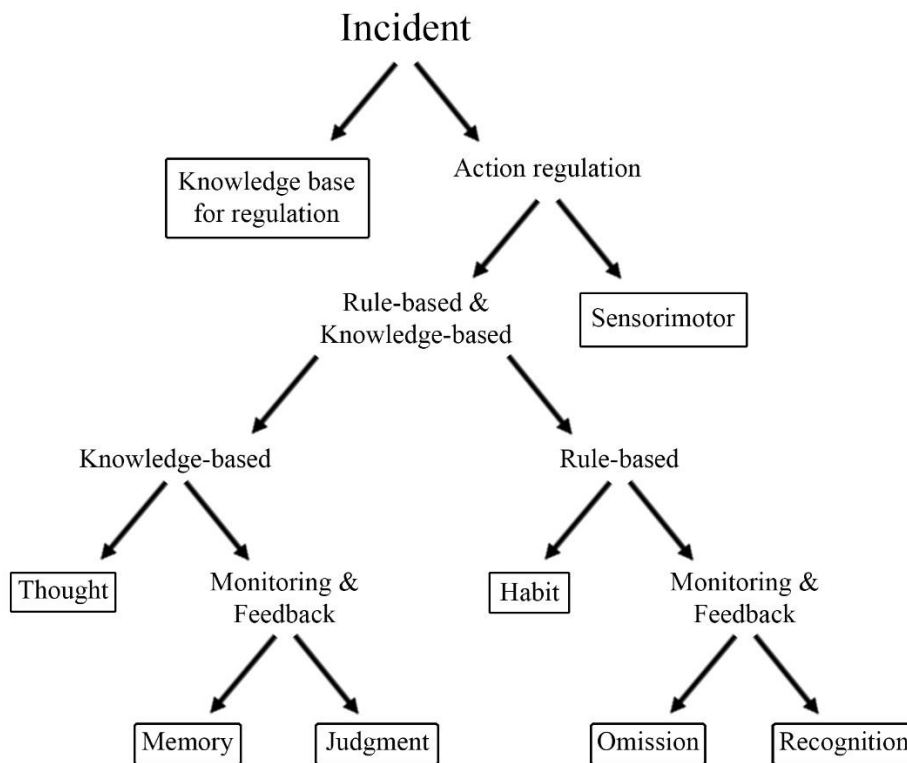 Incident
Knowledge base
for regulation
Action regulation
Rule-based &
Knowledge-based
Sensorimotor
Knowledge-based
Rule-based
Thought
Monitoring &
Feedback
Habit
Monitoring &
Feedback
Memory
Judgment
Omission
Recognition